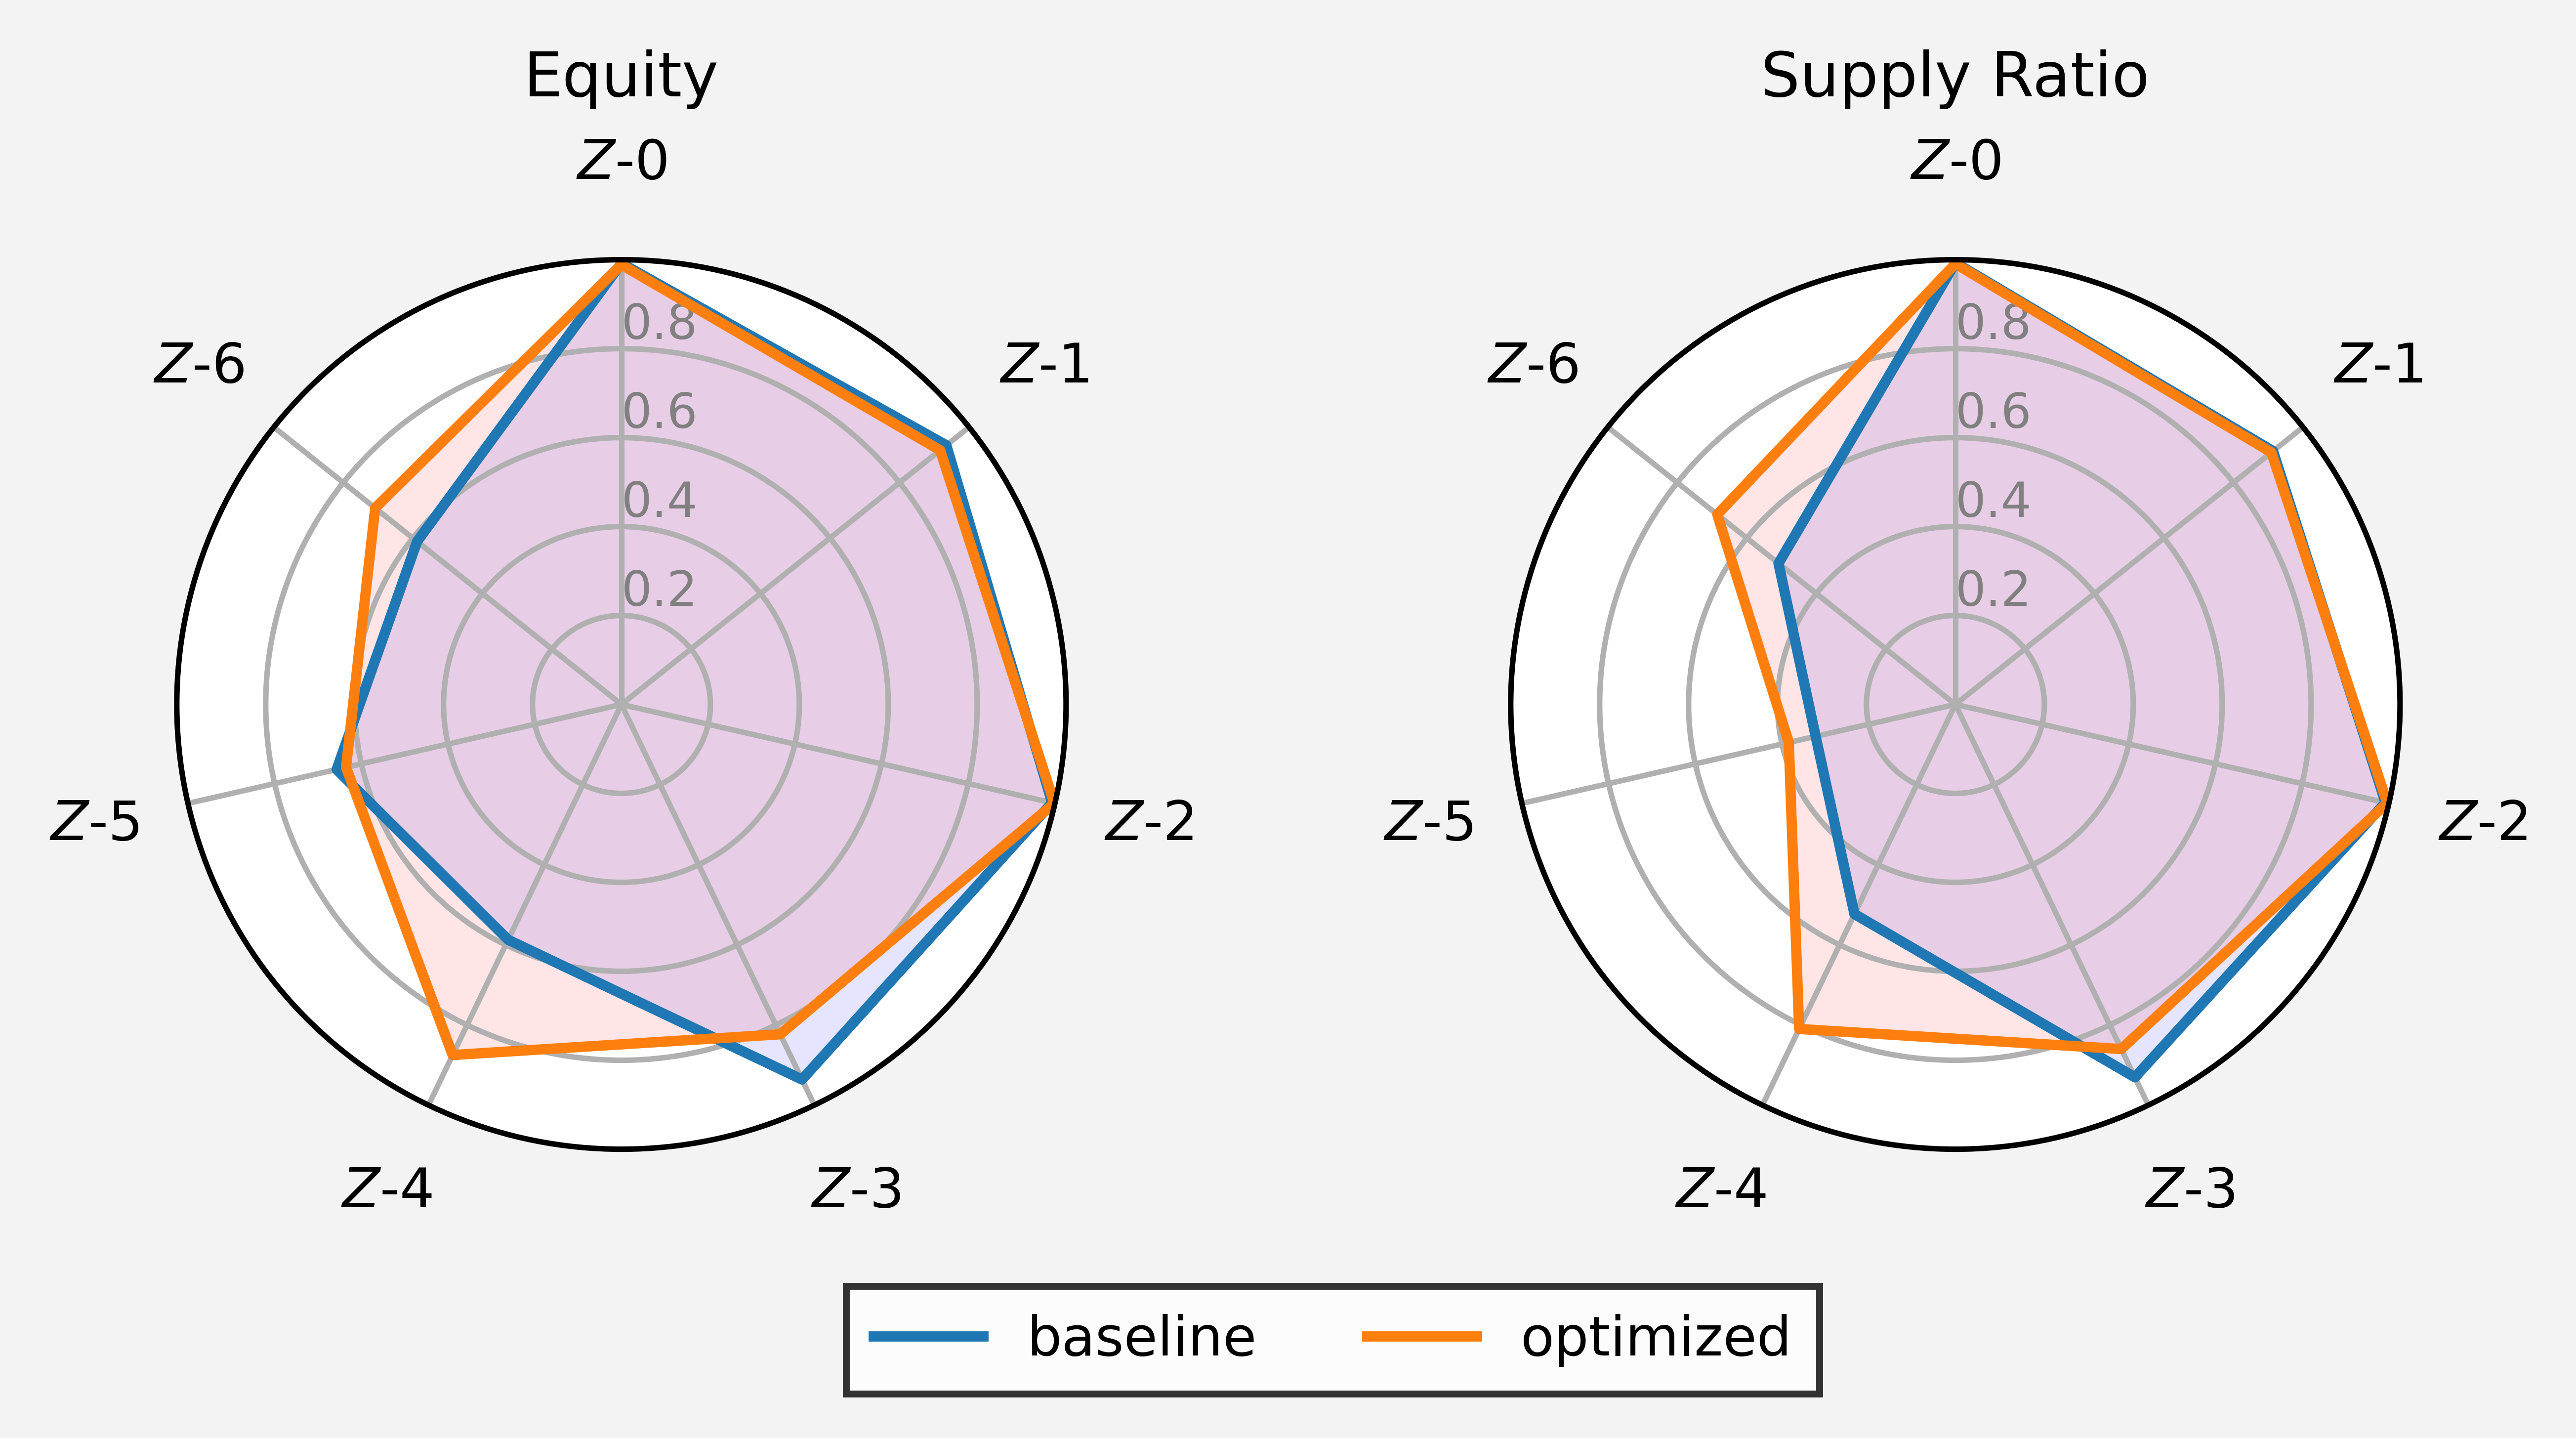 Equity
Z-0
Z-1
Z-2
Z-3
Z-4
Z-5
Z-6
0.8
0.6
0.4
0.2
Supply Ratio
Z-0
Z-1
Z-2
Z-3
Z-4
Z-5
Z-6
0.8
0.6
0.4
0.2
baseline optimized